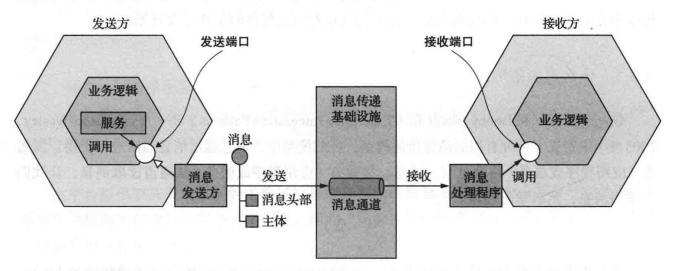 发送方
接收方
发送端口
接收端口
业务逻辑
服务
调用
消息
消息传递
基础设施
业务逻辑
消息
发送方
发送
消息头部
主体
消息通道
接收
消息
处理程序
调用